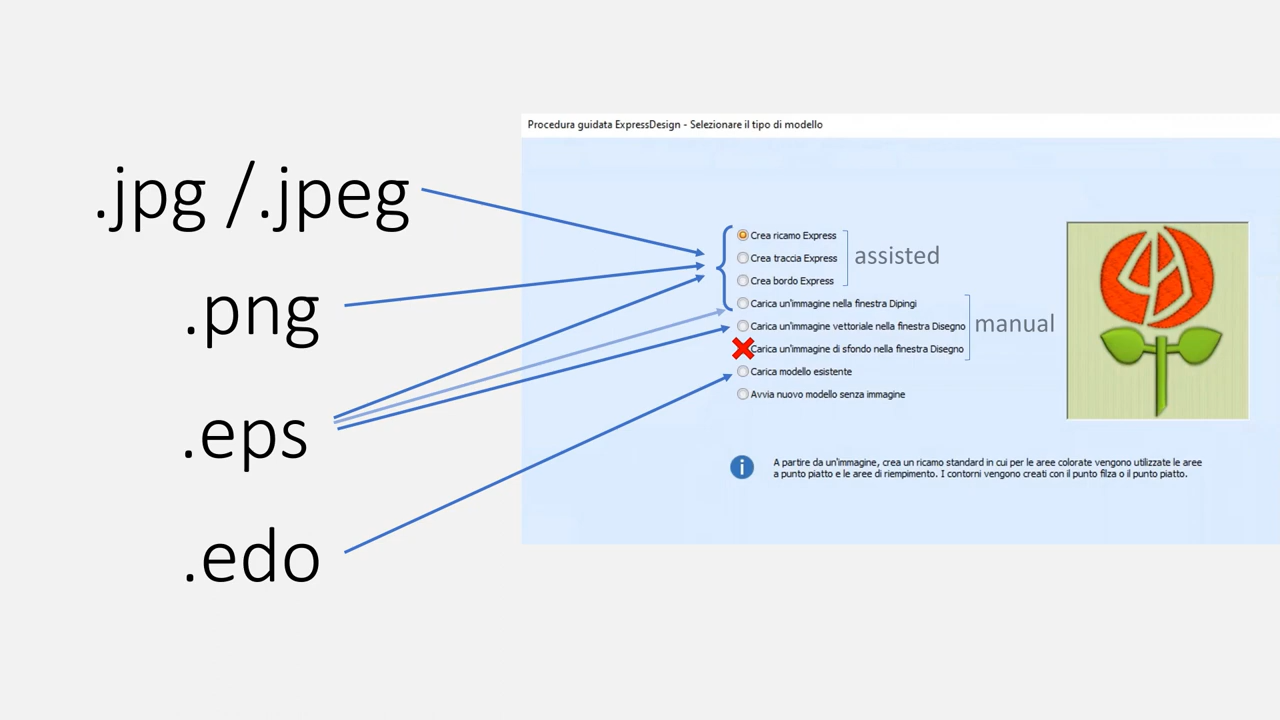 Procedura guidata ExpressDesign - Selezionare il tipo di modello
.jpg /.jpeg
.png
.eps
.edo
Crea ricamo Express
Crea traccia Express
Crea bordo Express
assisted
Carica un'immagine nella finestra Dipingi
Carica un'immagine vettoriale nella finestra Disegno
Carica un'immagine di sfondo nella finestra Disegno
manual
Carica modello esistente
Avvia nuovo modello senza immagine
A partire da un'immagine, crea un ricamo standard in cui per le aree colorate vengono utilizzate le aree
a punto piatto e le aree di riempimento. I contorni vengono creati con il punto filza o il punto piatto.